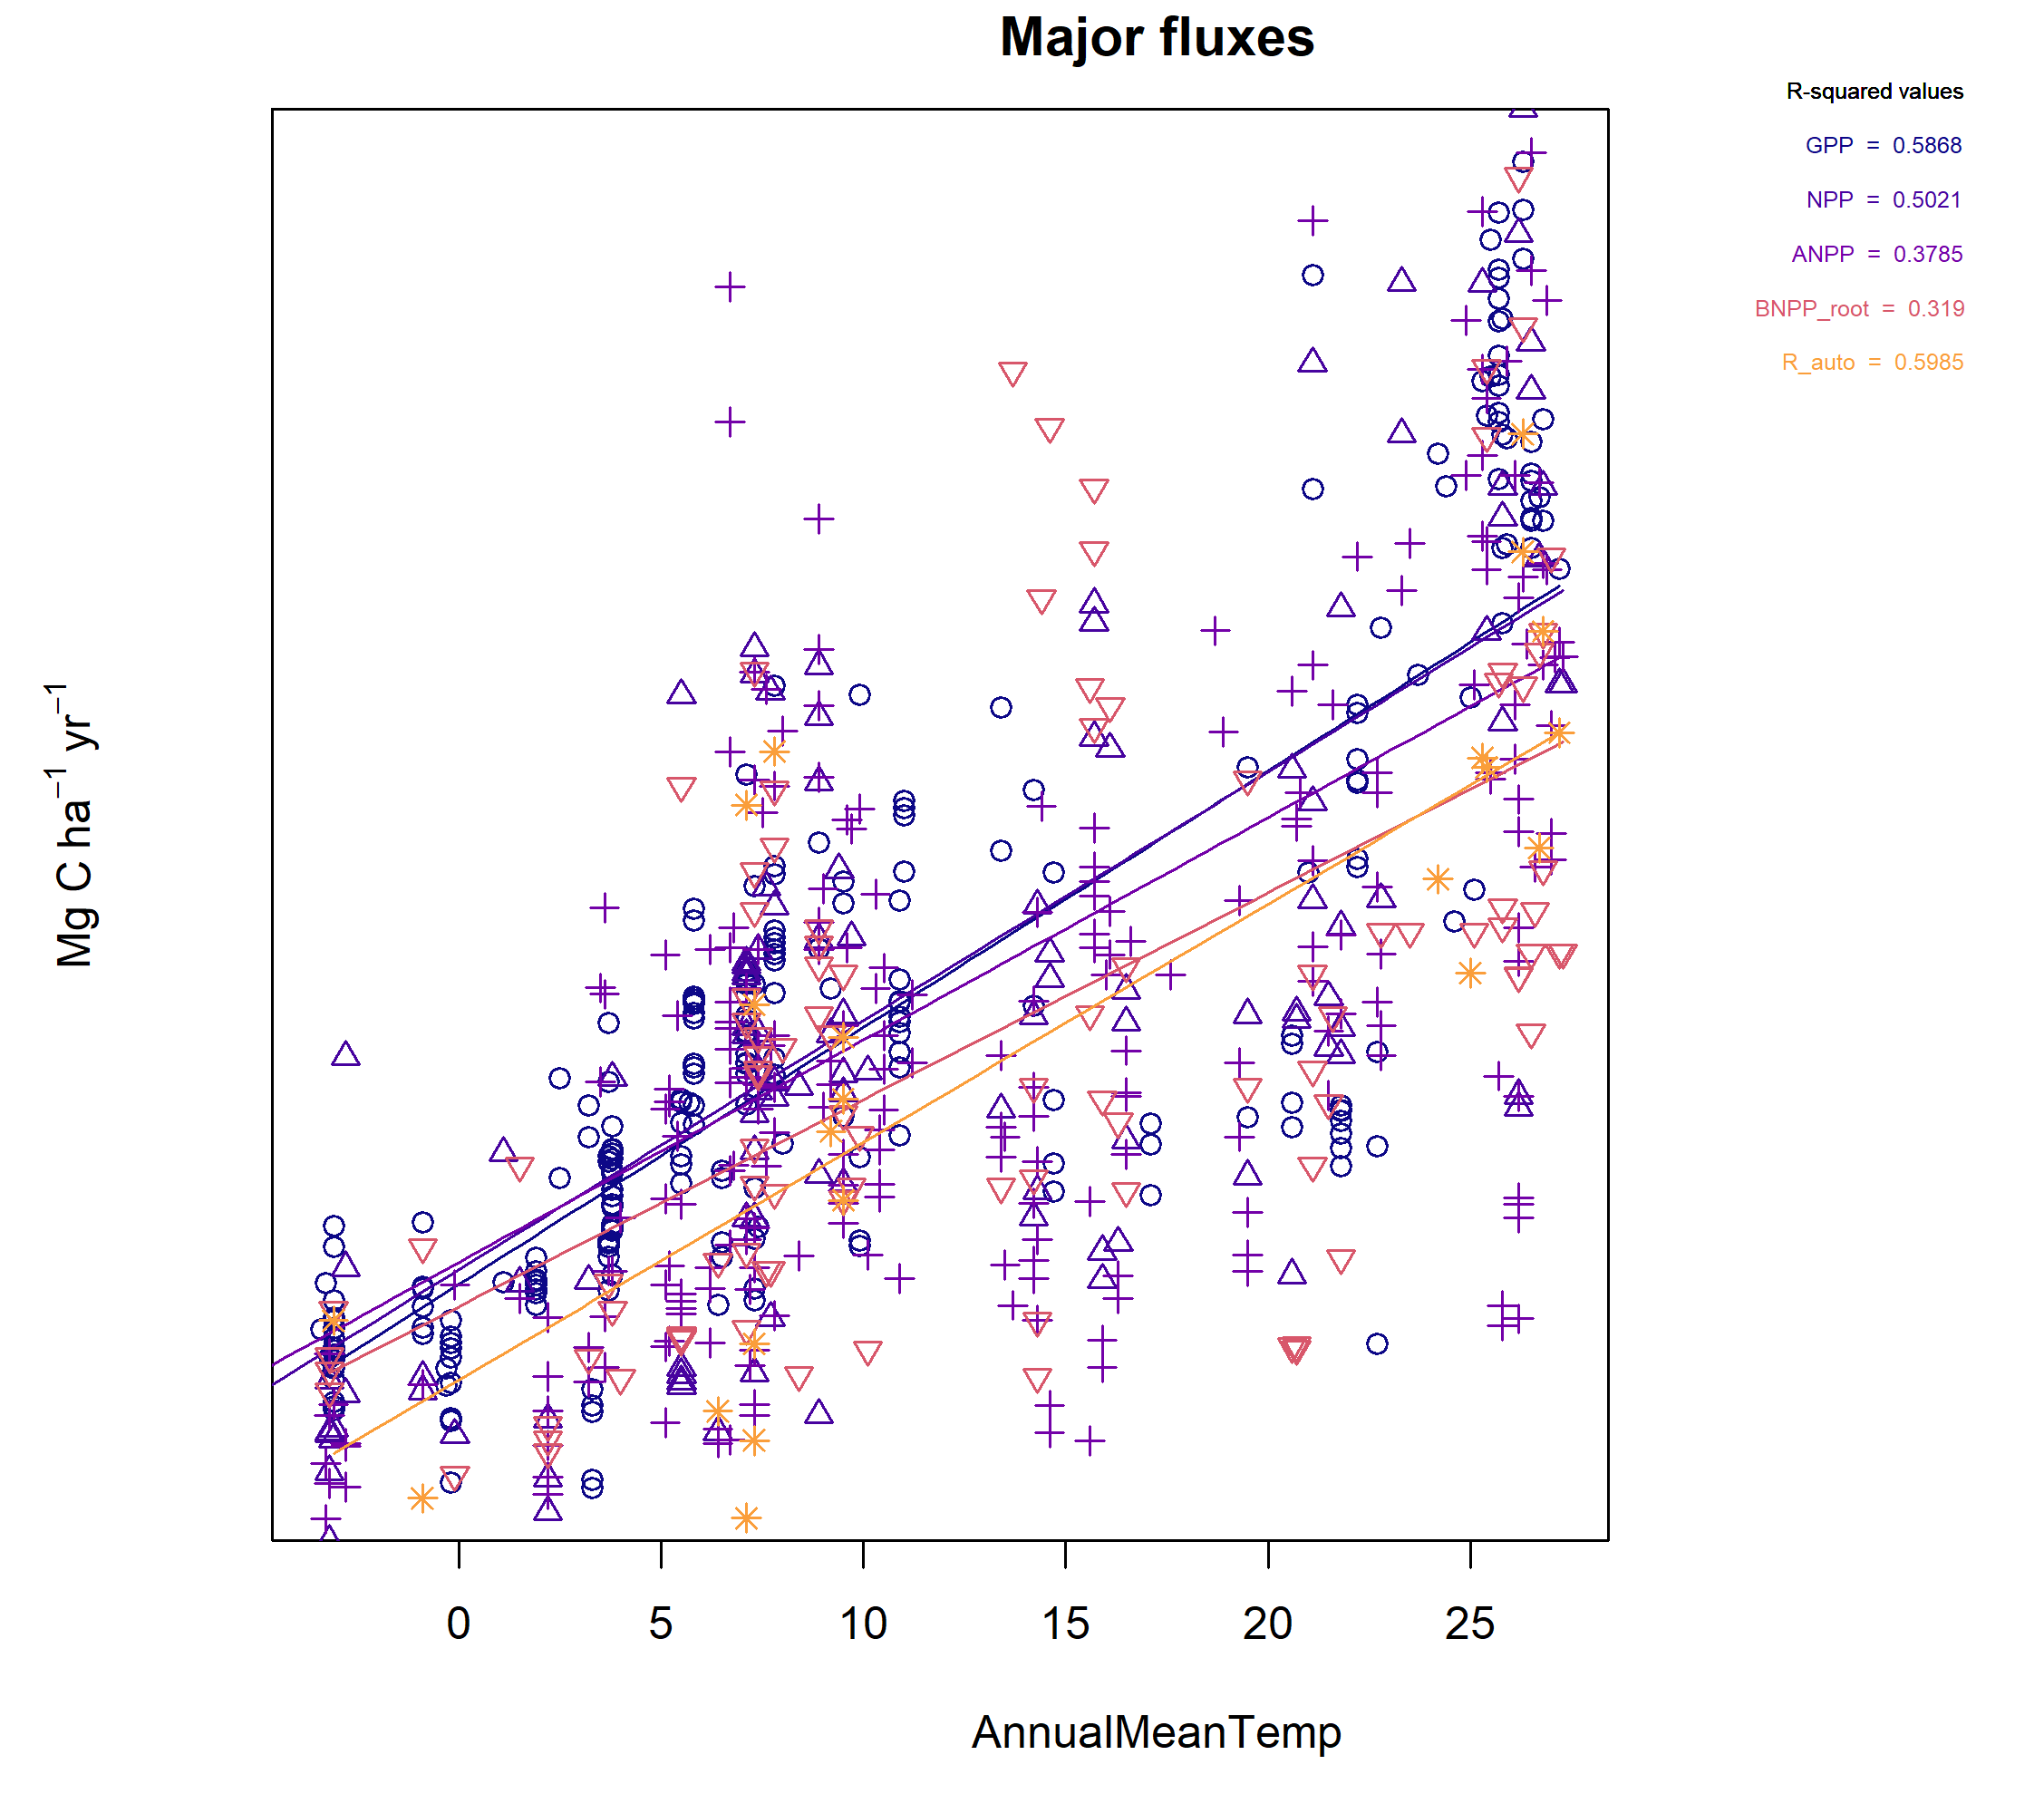 Major fluxes
R-squared values
GPP = 0.5868
NPP = 0.5021
ANPP = 0.3785
BNPP_root = 0.319
R_auto = 0.5985
Mg C ha⁻¹ yr⁻¹
0 5 10 15 20 25
AnnualMeanTemp